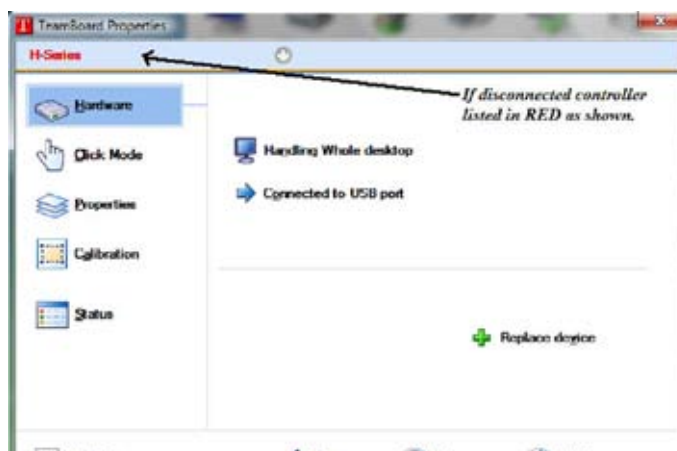 TeamBoard Properties
H-Series
If disconnected controller
listed in RED as shown.
Hardware
Click Mode
Handling Whole desktop
Connected to USB port
Properties
Calibration
Status
Replace device